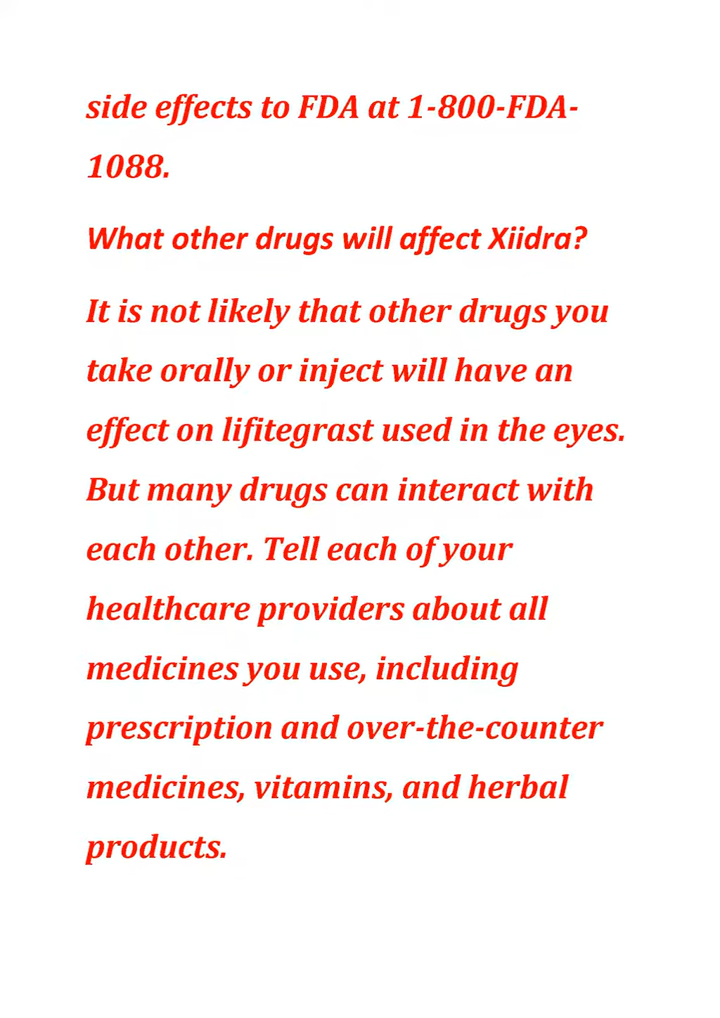 side effects to FDA at 1-800-FDA-
1088.
What other drugs will affect Xiidra?
It is not likely that other drugs you
take orally or inject will have an
effect on lifitegrast used in the eyes.
But many drugs can interact with
each other. Tell each of your
healthcare providers about all
medicines you use, including
prescription and over-the-counter
medicines, vitamins, and herbal
products.